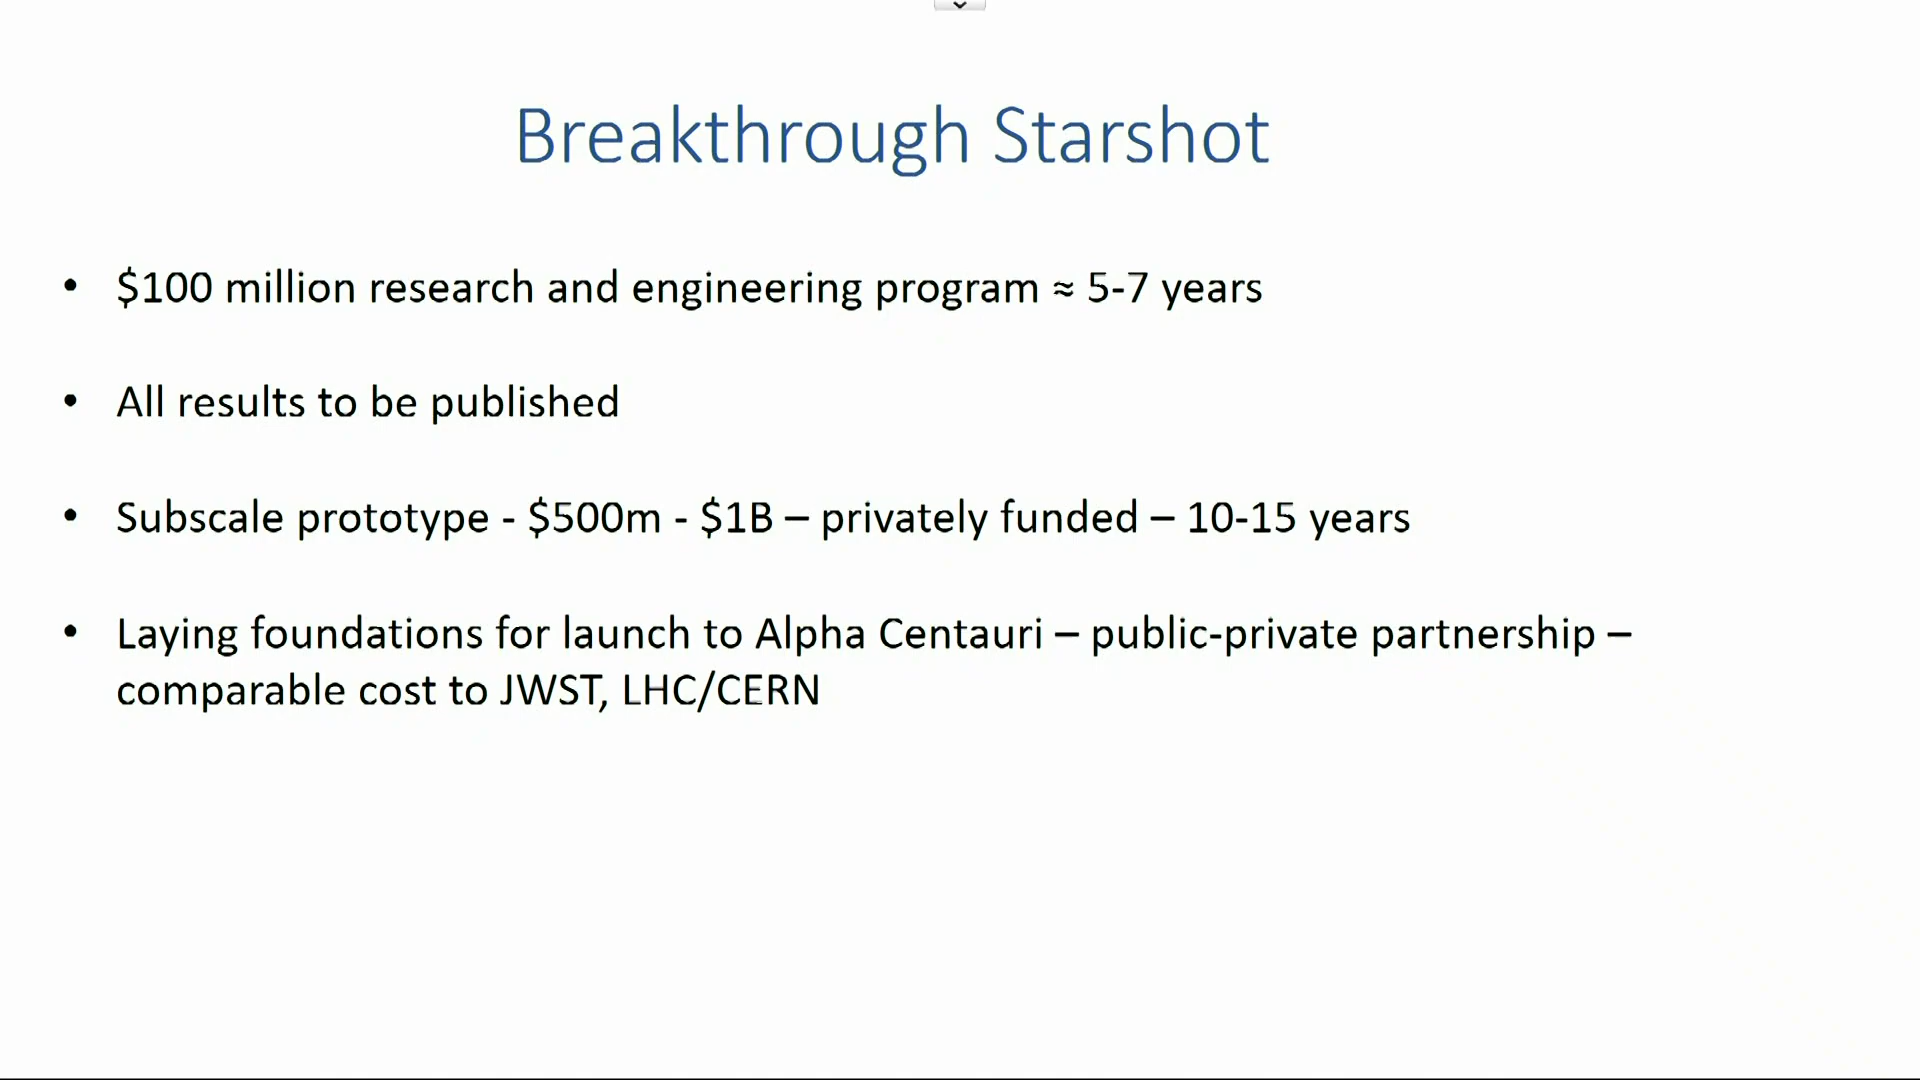 Breakthrough Starshot
• $100 million research and engineering program ≈ 5-7 years
• All results to be published
• Subscale prototype - $500m - $1B – privately funded – 10-15 years
• Laying foundations for launch to Alpha Centauri – public-private partnership –
comparable cost to JWST, LHC/CERN